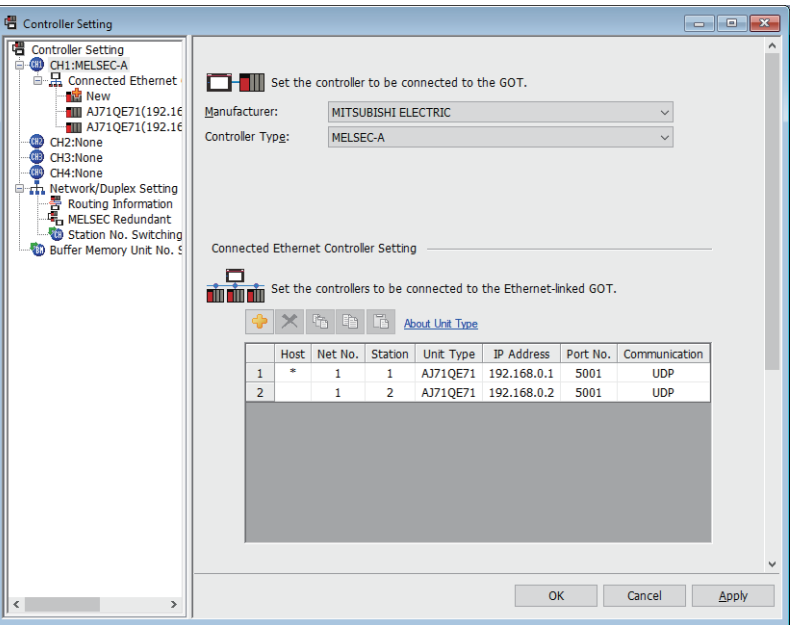 Controller Setting
Controller Setting
CH1:MELSEC-A
Connected Ethernet
New
AJ71QE71(192.16
AJ71QE71(192.16
CH2:None
CH3:None
CH4:None
Network/Duplex Setting
Routing Information
MELSEC Redundant
Station No. Switching
Buffer Memory Unit No. S
Set the controller to be connected to the GOT.
Manufacturer: MITSUBISHI ELECTRIC
Controller Type: MELSEC-A
Connected Ethernet Controller Setting
Set the controllers to be connected to the Ethernet-linked GOT.
About Unit Type
Host Net No. Station Unit Type IP Address Port No. Communication
1 * 1 1 AJ71QE71 192.168.0.1 5001 UDP
2 1 2 AJ71QE71 192.168.0.2 5001 UDP
OK Cancel Apply